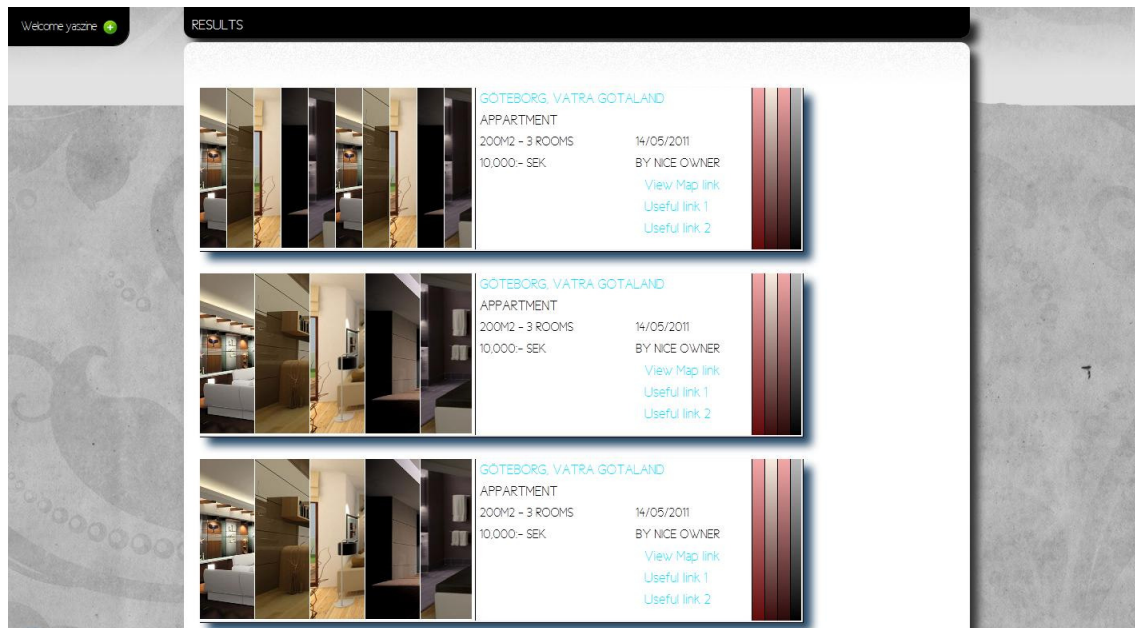 Welcome yaszine
RESULTS
GÖTEBORG, VATRA GOTALAND
APPARTMENT
200M2 - 3 ROOMS 14/05/2011
10,000:- SEK BY NICE OWNER
View Map link
Useful link 1
Useful link 2
GÖTEBORG, VATRA GOTALAND
APPARTMENT
200M2 - 3 ROOMS 14/05/2011
10,000:- SEK BY NICE OWNER
View Map link
Useful link 1
Useful link 2
GÖTEBORG, VATRA GOTALAND
APPARTMENT
200M2 - 3 ROOMS 14/05/2011
10,000:- SEK BY NICE OWNER
View Map link
Useful link 1
Useful link 2